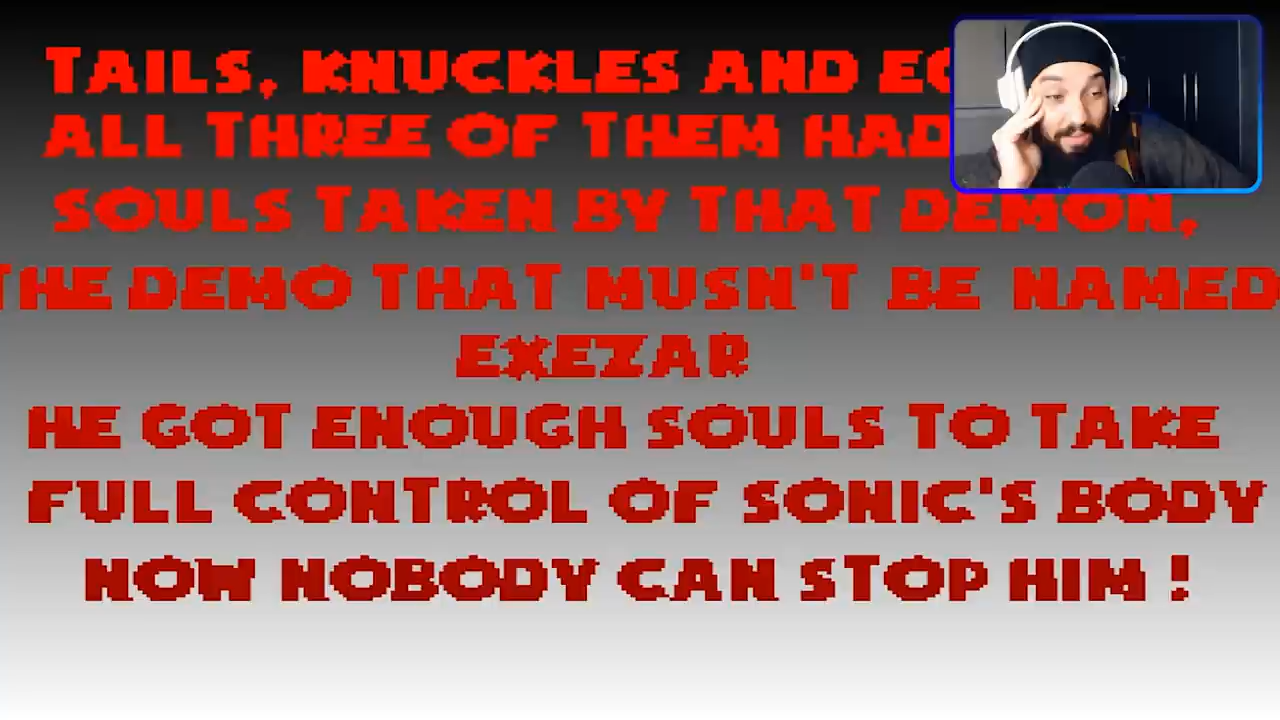 TAILS, KNUCKLES AND
ALL THREE OF THEM HAD
SOULS TAKEN BY THAT DEMON,
THE DEMO THAT MUSN'T BE NAMED
EXEZAR
HE GOT ENOUGH SOULS TO TAKE
FULL CONTROL OF SONIC'S BODY
NOW NOBODY CAN STOP HIM !